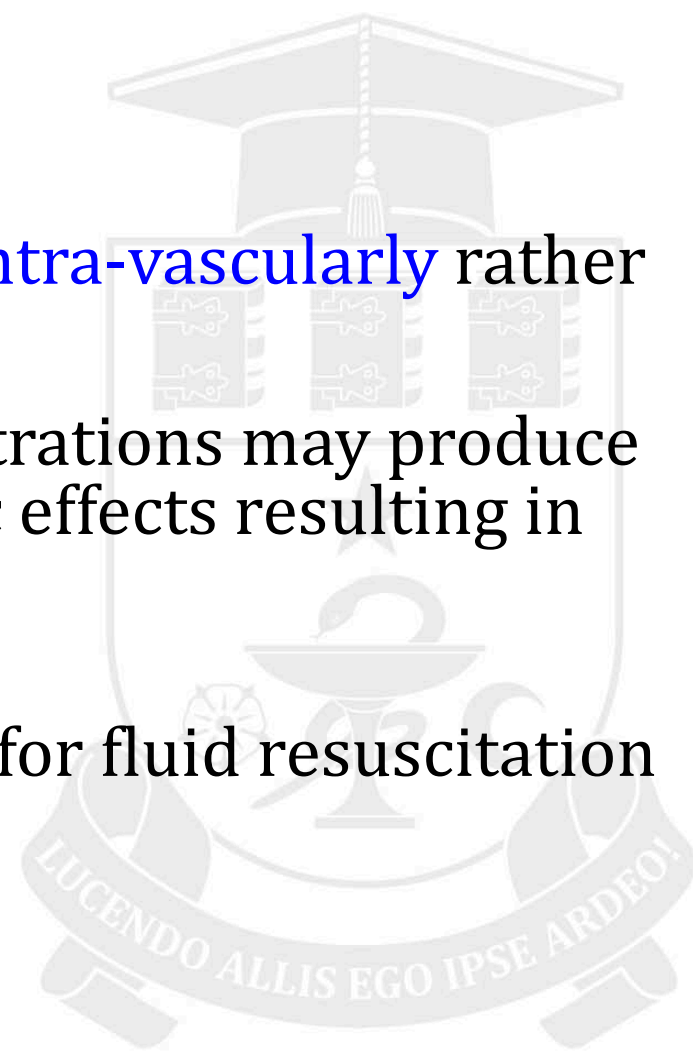 ntra-vascularly rather
trations may produce
effects resulting in
for fluid resuscitation
LUCENDO ALLIS EGO IPSE ARDEO!